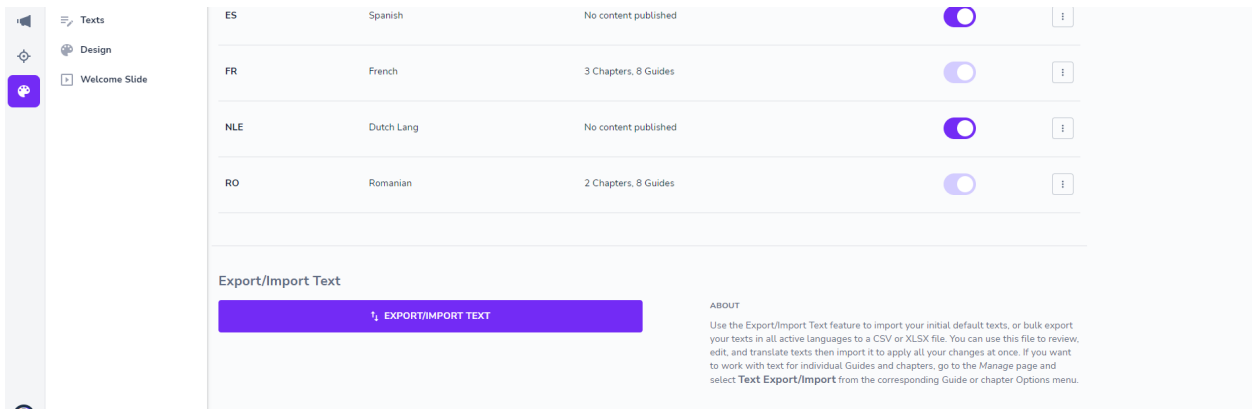 Texts
Design
Welcome Slide
ES Spanish No content published
FR French 3 Chapters, 8 Guides
NLE Dutch Lang No content published
RO Romanian 2 Chapters, 8 Guides
Export/Import Text
EXPORT/IMPORT TEXT
ABOUT
Use the Export/Import Text feature to import your initial default texts, or bulk export
your texts in all active languages to a CSV or XLSX file. You can use this file to review,
edit, and translate texts then import it to apply all your changes at once. If you want
to work with text for individual Guides and chapters, go to the Manage page and
select Text Export/Import from the corresponding Guide or chapter Options menu.